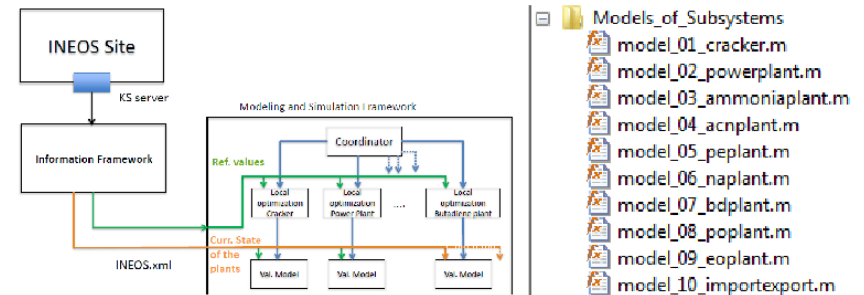 INEOS Site
KS server
Information Framework
INEOS.xml
Modeling and Simulation Framework
Coordinator
Ref. values
Local
optimization
Cracker
Local
optimization
Power Plant
....
Local
optimization
Butadiene plant
Curr. State
of the
plants
Val. Model
Val. Model
Val. Model
Models_of_Subsystems
model_01_cracker.m
model_02_powerplant.m
model_03_ammoniaplant.m
model_04_acnplant.m
model_05_peplant.m
model_06_naplant.m
model_07_bdplant.m
model_08_poplant.m
model_09_eoplant.m
model_10_importexport.m